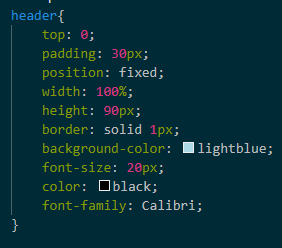 header{
top: 0;
padding: 30px;
position: fixed;
width: 100%;
height: 90px;
border: solid 1px;
background-color: lightblue;
font-size: 20px;
color: black;
font-family: Calibri;
}